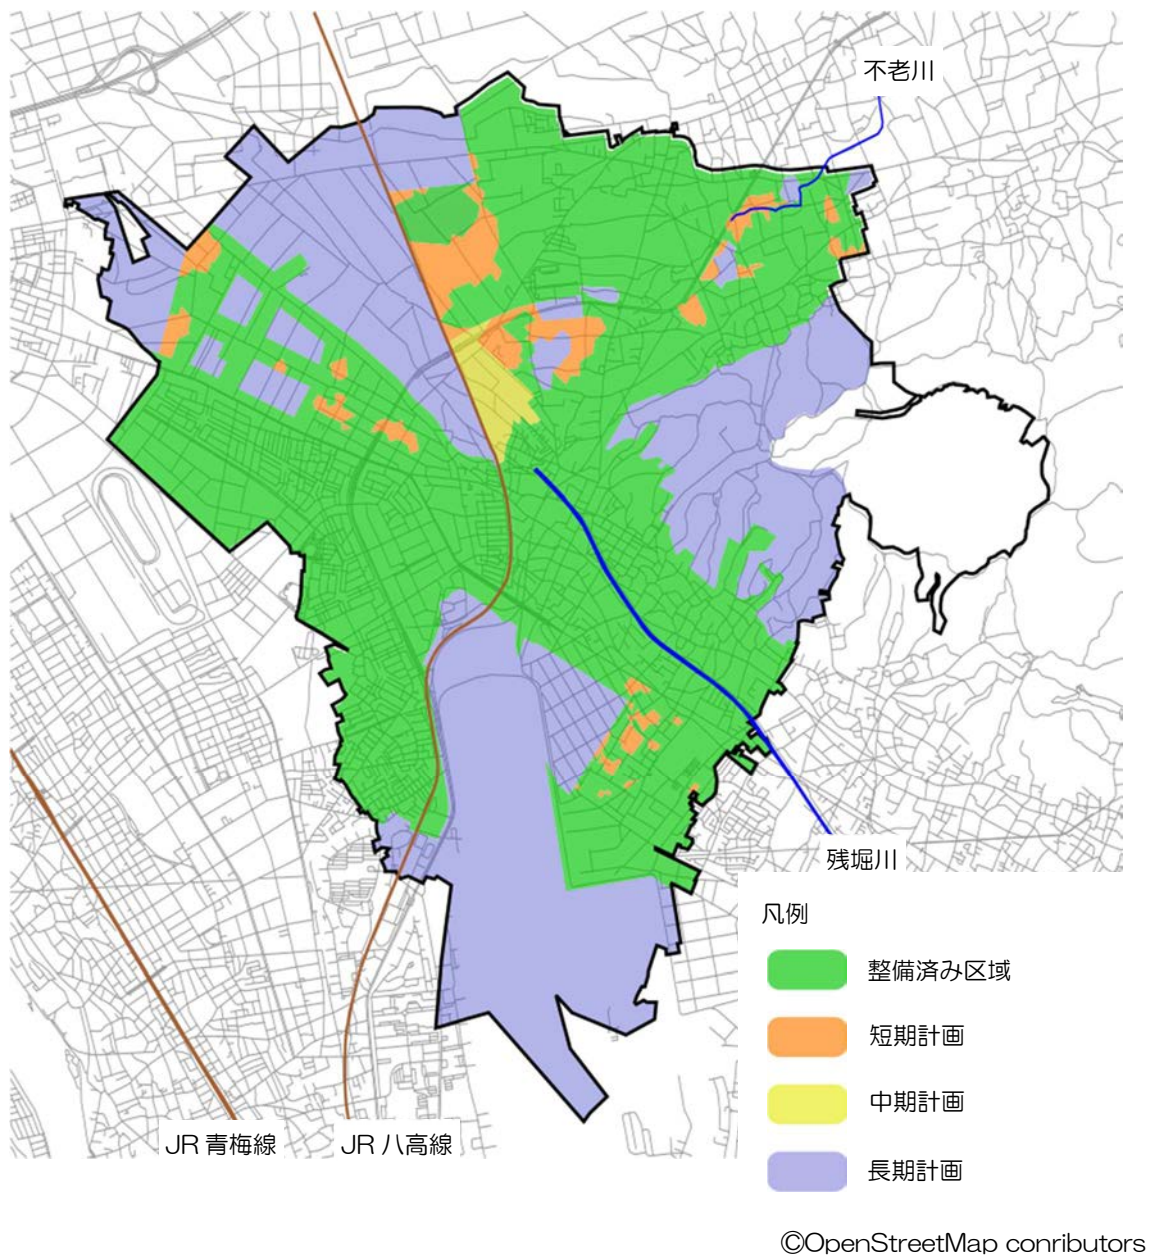 不老川
残堀川
凡例
整備済み区域
短期計画
中期計画
長期計画
JR 青梅線
JR 八高線
©OpenStreetMap conributors